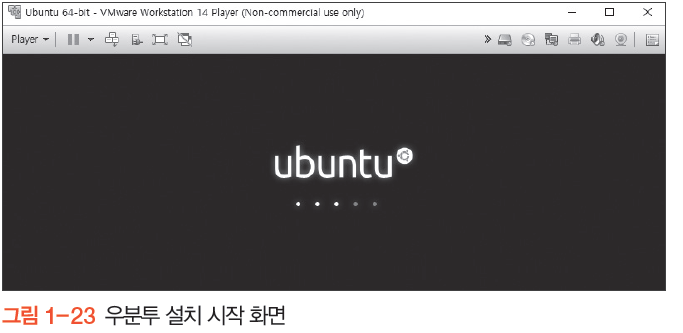 Ubuntu 64-bit - VMware Workstation 14 Player (Non-commercial use only)
Player
ubuntu
그림 1-23 우분투 설치 시작 화면